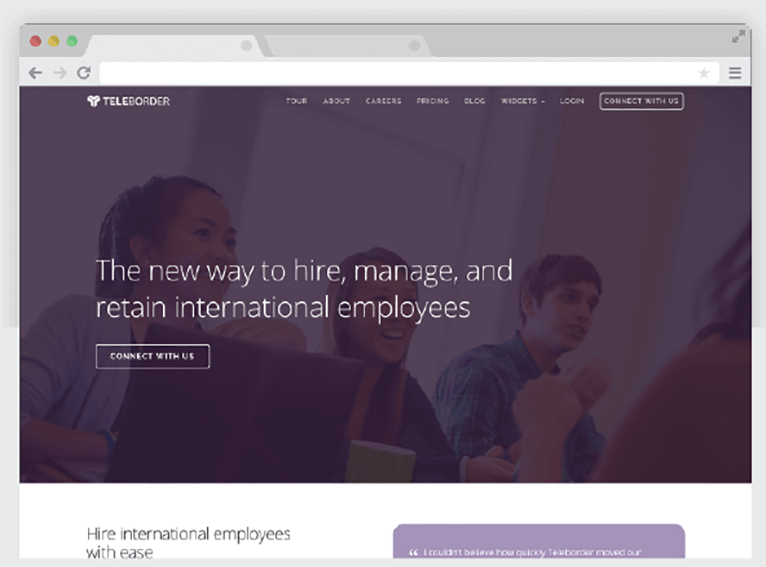 TELEBORDER
TOUR ABOUT CAREERS PRICING BLOG WIDGETS LOGIN CONNECT WITH US
The new way to hire, manage, and
retain international employees
CONNECT WITH US
Hire international employees
with ease
“ I couldn't believe how quickly Teleborder moved our